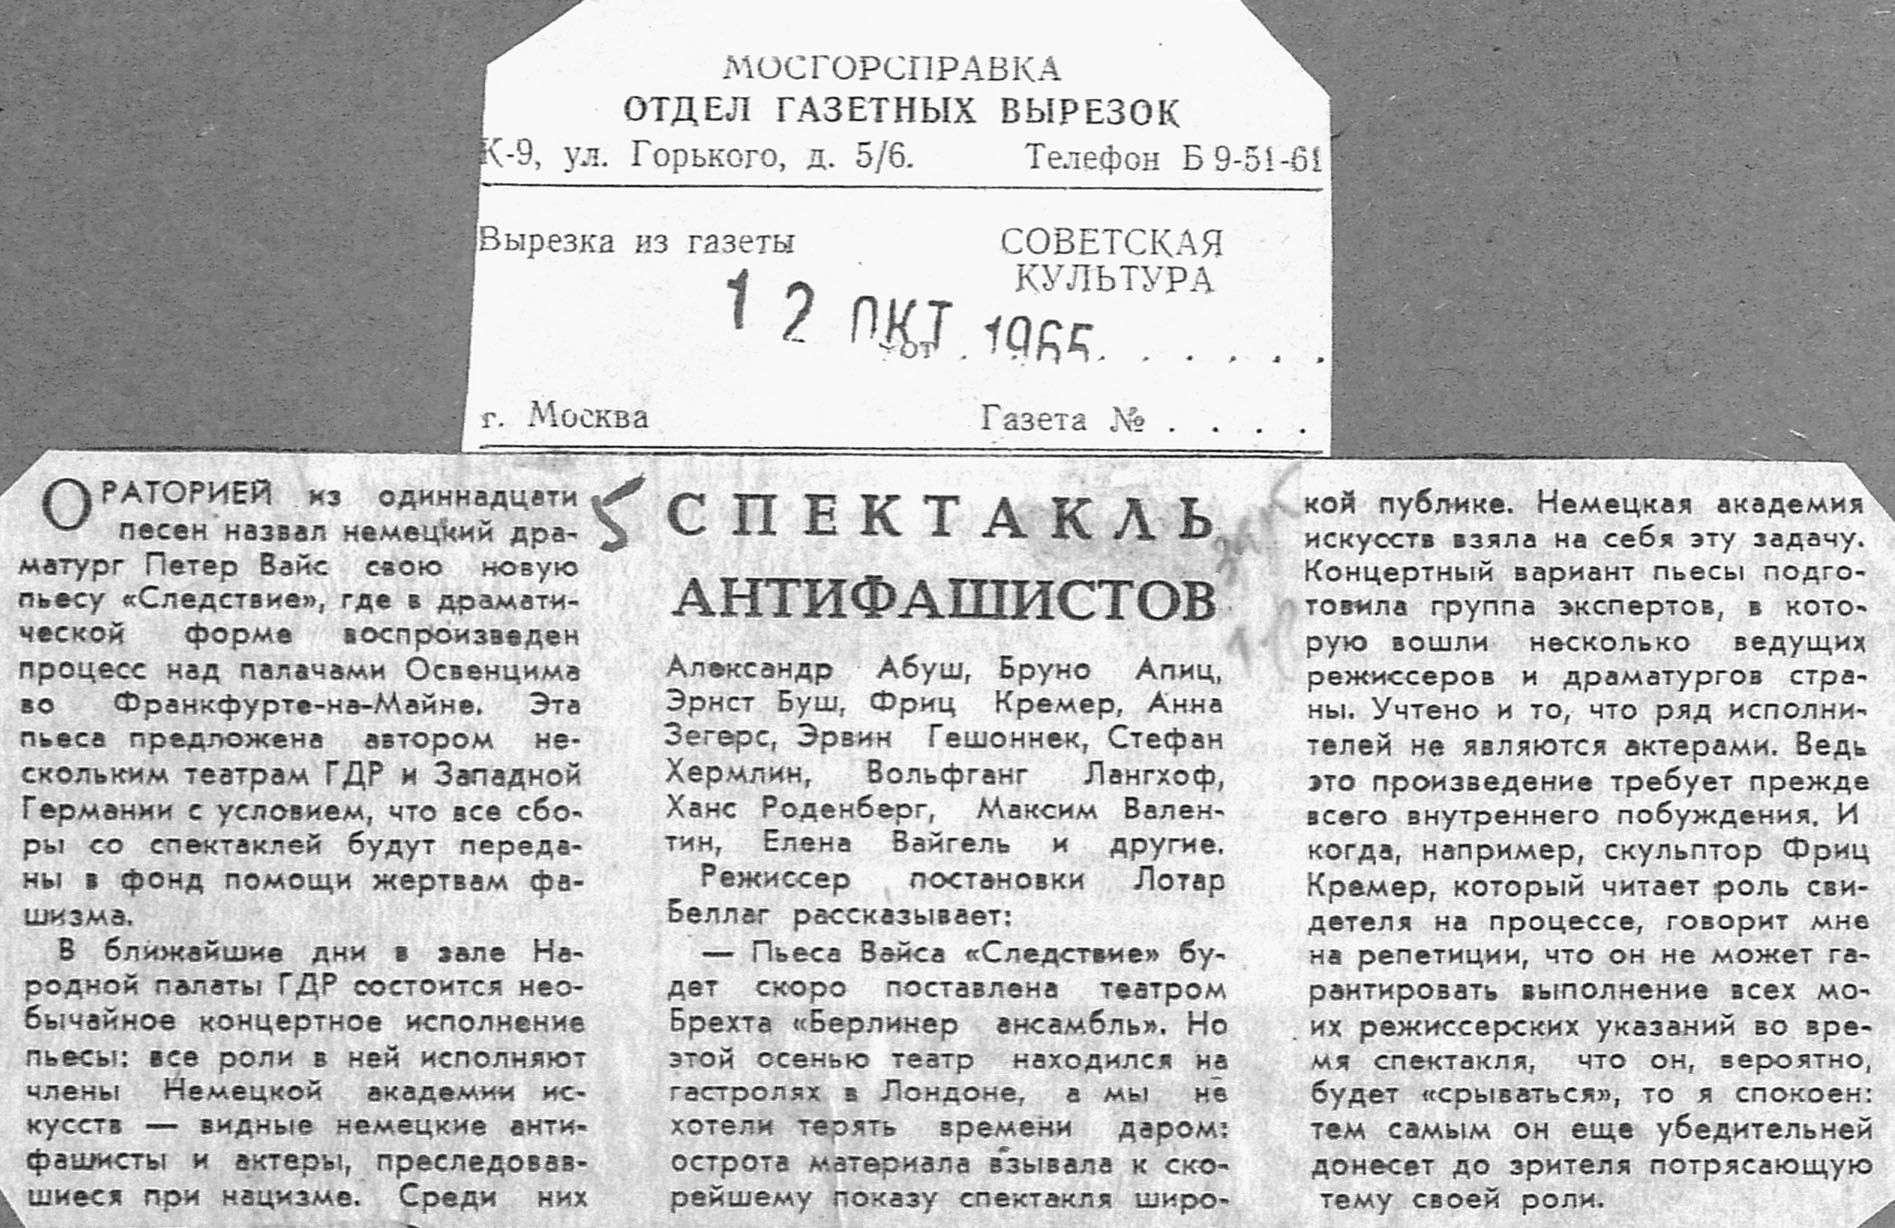 МОСГОРСПРАВКА
ОТДЕЛ ГАЗЕТНЫХ ВЫРЕЗОК
К-9, ул. Горького, д. 5/6. Телефон Б 9-51-61
Вырезка из газеты СОВЕТСКАЯ
КУЛЬТУРА
12 ОКТ 1965
от . . . . . . . . .
г. Москва Газета № . . . .
СПЕКТАКЛЬ
АНТИФАШИСТОВ
ОРАТОРИЕЙ из одиннадцати
песен назвал немецкий дра-
матург Петер Вайс свою новую
пьесу «Следствие», где в драмати-
ческой форме воспроизведен
процесс над палачами Освенцима
во Франкфурте-на-Майне. Эта
пьеса предложена автором не-
скольким театрам ГДР и Западной
Германии с условием, что все сбо-
ры со спектаклей будут переда-
ны в фонд помощи жертвам фа-
шизма.
В ближайшие дни в зале На-
родной палаты ГДР состоится нео-
бычайное концертное исполнение
пьесы: все роли в ней исполняют
члены Немецкой академии ис-
кусств — видные немецкие анти-
фашисты и актеры, преследовав-
шиеся при нацизме. Среди них
Александр Абуш, Бруно Апиц,
Эрнст Буш, Фриц Кремер, Анна
Зегерс, Эрвин Гешоннек, Стефан
Хермлин, Вольфганг Лангхоф,
Ханс Роденберг, Максим Вален-
тин, Елена Вайгель и другие.
Режиссер постановки Лотар
Беллаг рассказывает:
— Пьеса Вайса «Следствие» бу-
дет скоро поставлена театром
Брехта «Берлинер ансамбль». Но
этой осенью театр находился на
гастролях в Лондоне, а мы не
хотели терять времени даром:
острота материала взывала к ско-
рейшему показу спектакля широ-
кой публике. Немецкая академия
искусств взяла на себя эту задачу.
Концертный вариант пьесы подго-
товила группа экспертов, в кото-
рую вошли несколько ведущих
режиссеров и драматургов стра-
ны. Учтено и то, что ряд исполни-
телей не являются актерами. Ведь
это произведение требует прежде
всего внутреннего побуждения. И
когда, например, скульптор Фриц
Кремер, который читает роль сви-
детеля на процессе, говорит мне
на репетиции, что он не может га-
рантировать выполнение всех мо-
их режиссерских указаний во вре-
мя спектакля, что он, вероятно,
будет «срываться», то я спокоен:
тем самым он еще убедительней
донесет до зрителя потрясающую
тему своей роли.